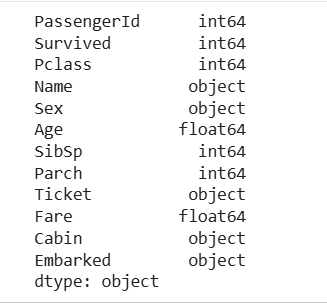 PassengerId int64
Survived int64
Pclass int64
Name object
Sex object
Age float64
SibSp int64
Parch int64
Ticket object
Fare float64
Cabin object
Embarked object
dtype: object